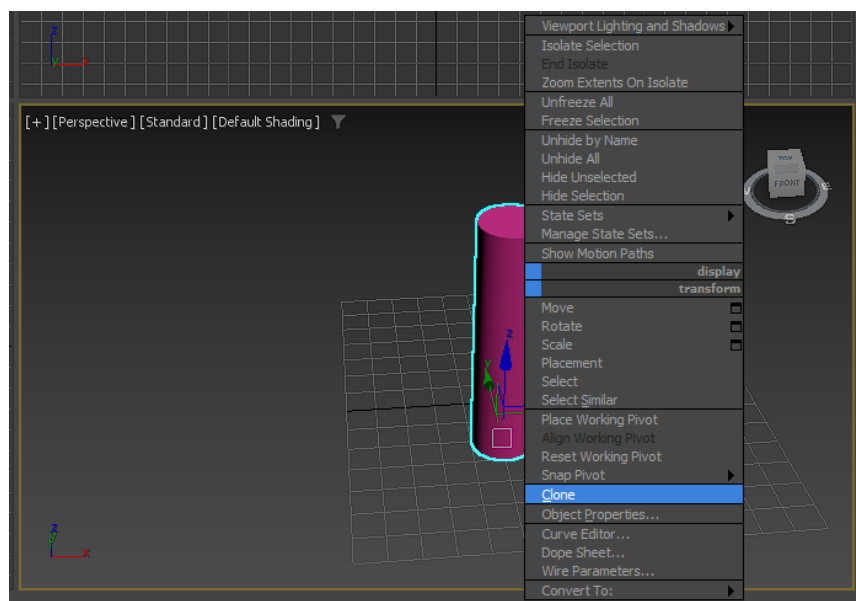 z
y x
[+] [Perspective] [Standard] [Default Shading]
Viewport Lighting and Shadows
Isolate Selection
End Isolate
Zoom Extents On Isolate
Unfreeze All
Freeze Selection
Unhide by Name
Unhide All
Hide Unselected
Hide Selection
State Sets
Manage State Sets...
Show Motion Paths
display
transform
Move
Rotate
Scale
Placement
Select
Select Similar
Place Working Pivot
Align Working Pivot
Reset Working Pivot
Snap Pivot
Clone
Object Properties...
Curve Editor...
Dope Sheet...
Wire Parameters...
Convert To:
TOP
FRONT
S
z
y
z
x